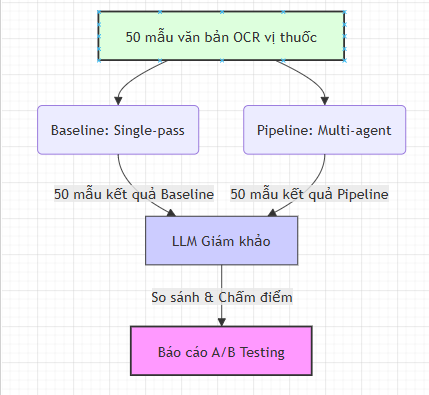 50 mẫu văn bản OCR vị thuốc
Baseline: Single-pass
Pipeline: Multi-agent
50 mẫu kết quả Baseline
50 mẫu kết quả Pipeline
LLM Giám khảo
So sánh & Chấm điểm
Báo cáo A/B Testing